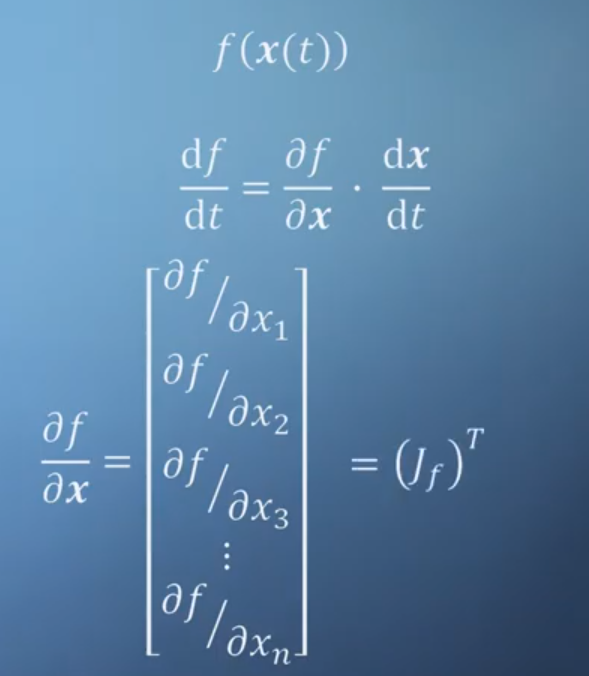 f(x(t))
df/dt = ∂f/∂x · dx/dt
∂f/∂x = [∂f/∂x₁ ∂f/∂x₂ ∂f/∂x₃ ⋮ ∂f/∂xₙ] = (J_f)ᵀ